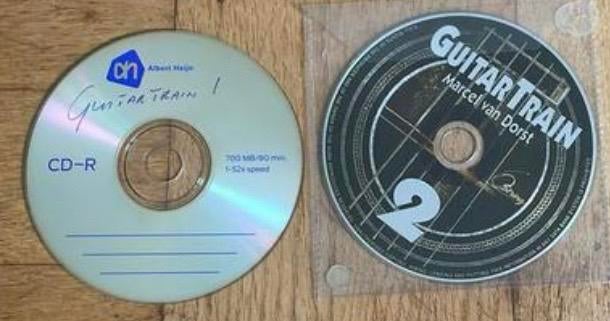 ah Albert Heijn
GUITARTRAIN 1
CD-R
700 MB/80 min.
1-52x speed
GUITARTRAIN
Marcel van Dorst
2